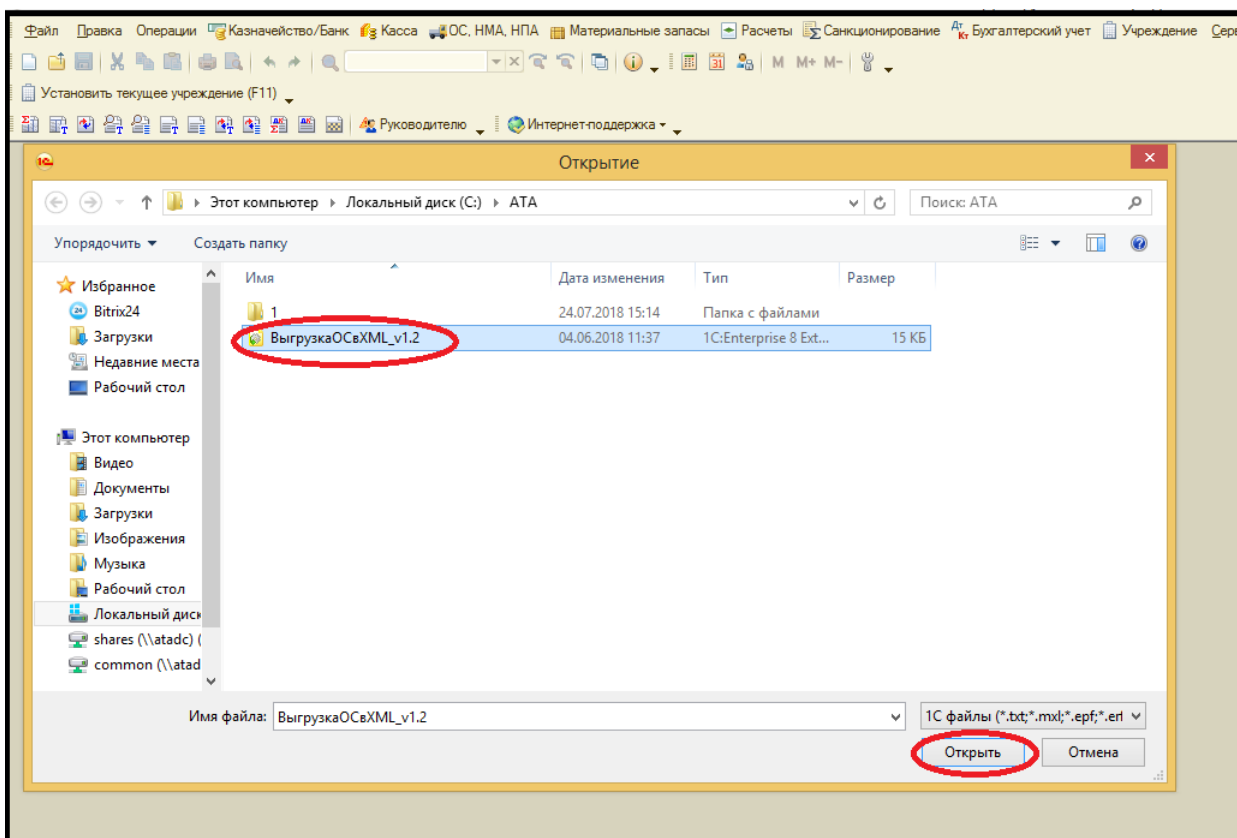 Файл Правка Операции Казначейство/Банк Касса ОС, НМА, НПА Материальные запасы Расчеты Санкционирование Бухгалтерский учет Учреждение Сер
M M+ M-
Установить текущее учреждение (F11)
Руководителю Интернет-поддержка
Открытие
Этот компьютер Локальный диск (C:) АТА Поиск: АТА
Упорядочить Создать папку
Имя Дата изменения Тип Размер
1 24.07.2018 15:14 Папка с файлами
ВыгрузкаОСвXML_v1.2 04.06.2018 11:37 1C:Enterprise 8 Ext... 15 КБ
Избранное
Bitrix24
Загрузки
Недавние места
Рабочий стол
Этот компьютер
Видео
Документы
Загрузки
Изображения
Музыка
Рабочий стол
Локальный диск
shares (\\atadc) (
common (\\atad
Имя файла: ВыгрузкаОСвXML_v1.2 1С файлы (*.txt;*.mxl;*.epf;*.erf
Открыть Отмена